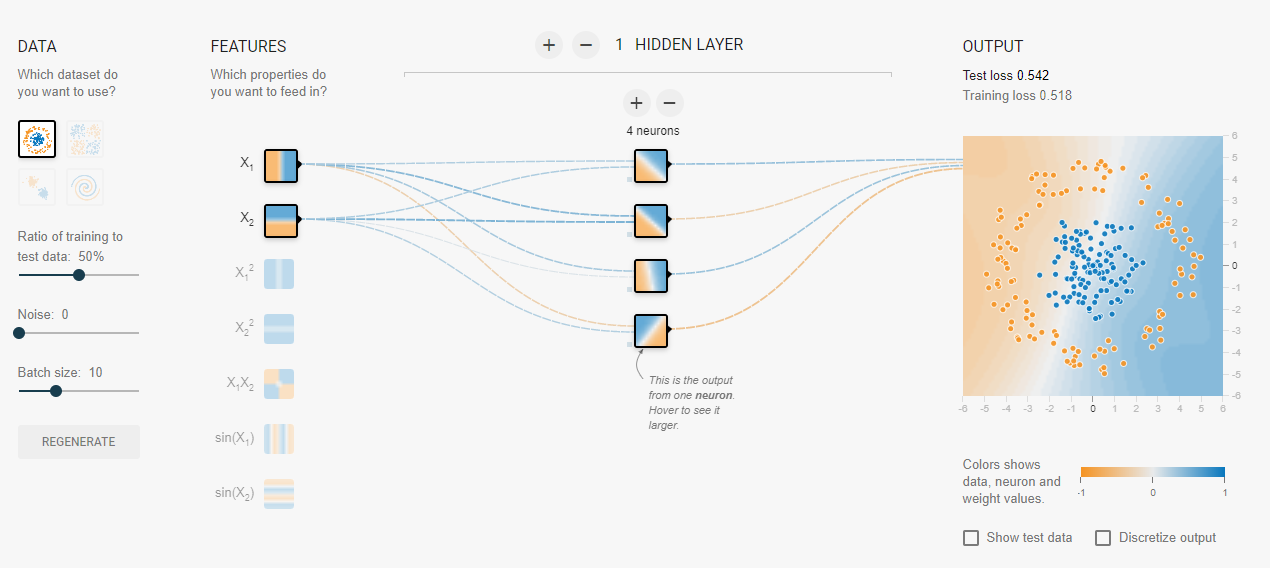 DATA
Which dataset do
you want to use?
Ratio of training to
test data: 50%
Noise: 0
Batch size: 10
REGENERATE
FEATURES
Which properties do
you want to feed in?
X₁
X₂
X₁²
X₂²
X₁X₂
sin(X₁)
sin(X₂)
+ − 1 HIDDEN LAYER
+ −
4 neurons
This is the output
from one neuron.
Hover to see it
larger.
OUTPUT
Test loss 0.542
Training loss 0.518
6
5
4
3
2
1
0
-1
-2
-3
-4
-5
-6
-6 -5 -4 -3 -2 -1 0 1 2 3 4 5 6
Colors shows
data, neuron and
weight values.
-1 0 1
Show test data
Discretize output